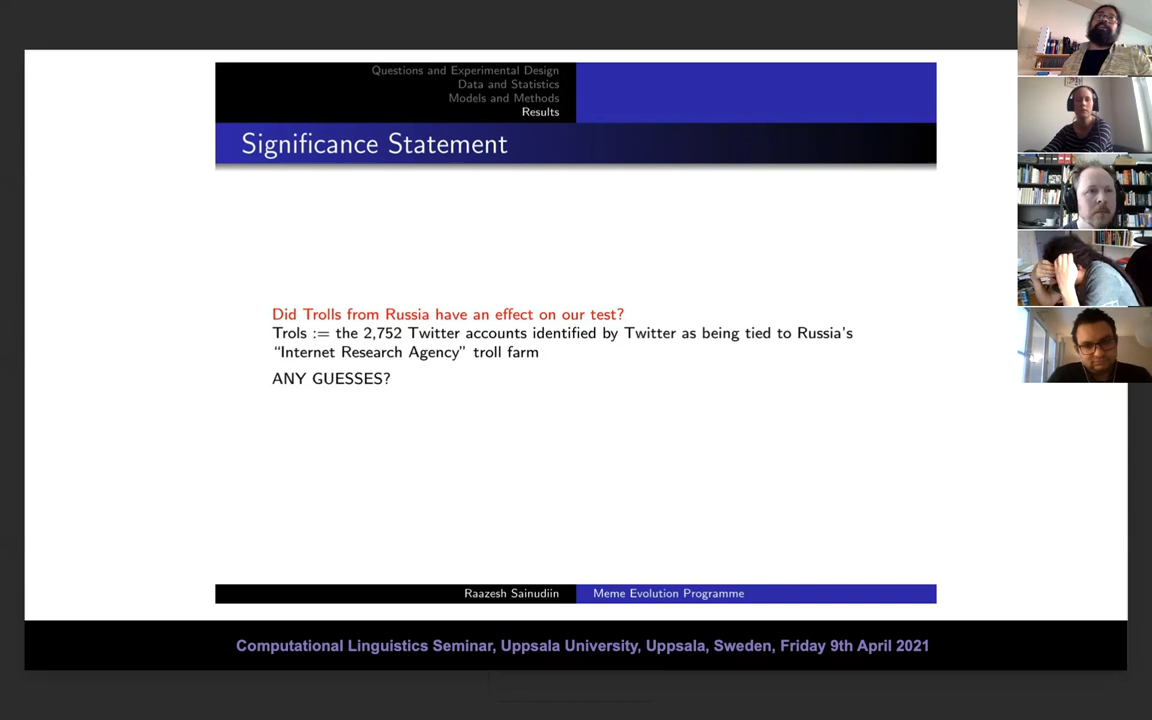 Questions and Experimental Design
Data and Statistics
Models and Methods
Results
Significance Statement
Did Trolls from Russia have an effect on our test?
Trols := the 2,752 Twitter accounts identified by Twitter as being tied to Russia's
“Internet Research Agency” troll farm
ANY GUESSES?
Raazesh Sainudiin
Meme Evolution Programme
Computational Linguistics Seminar, Uppsala University, Uppsala, Sweden, Friday 9th April 2021